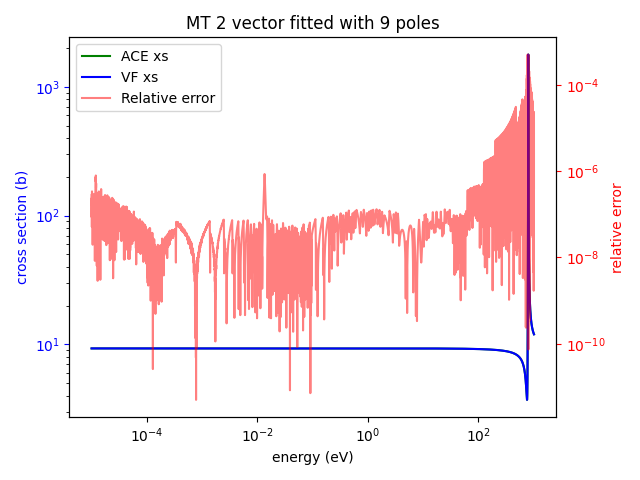 MT 2 vector fitted with 9 poles
ACE xs
VF xs
Relative error
cross section (b)
10³
10²
10¹
relative error
10⁻⁴
10⁻⁶
10⁻⁸
10⁻¹⁰
10⁻⁴ 10⁻² 10⁰ 10²
energy (eV)